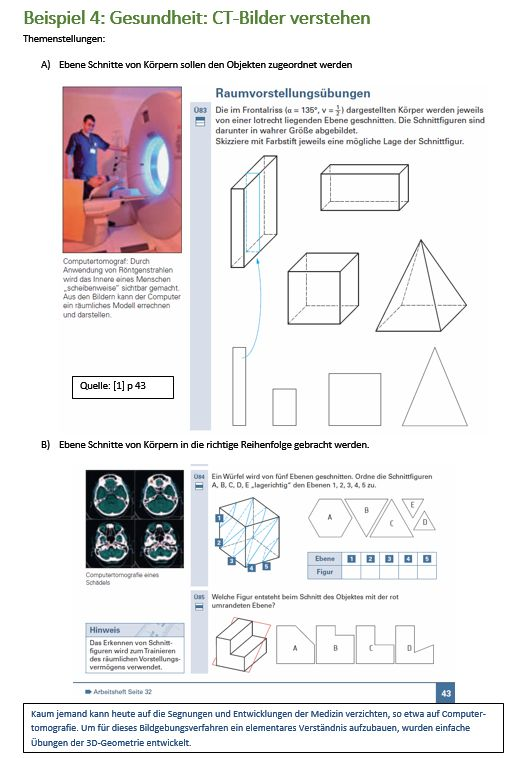 Beispiel 4: Gesundheit: CT-Bilder verstehen
Themenstellungen:
A) Ebene Schnitte von Körpern sollen den Objekten zugeordnet werden
Raumvorstellungsübungen
Ü83 Die im Frontalriss (α = 135°, v = 1/2) dargestellten Körper werden jeweils
von einer lotrecht liegenden Ebene geschnitten. Die Schnittfiguren sind
darunter in wahrer Größe abgebildet.
Skizziere mit Farbstift jeweils eine mögliche Lage der Schnittfigur.
Computertomograf: Durch
Anwendung von Röntgenstrahlen
wird das Innere eines Menschen
„scheibenweise" sichtbar gemacht.
Aus den Bildern kann der Computer
ein räumliches Modell errechnen
und darstellen.
Quelle: [1] p 43
B) Ebene Schnitte von Körpern in die richtige Reihenfolge gebracht werden.
Ü84 Ein Würfel wird von fünf Ebenen geschnitten. Ordne die Schnittfiguren
A, B, C, D, E „lagerichtig" den Ebenen 1, 2, 3, 4, 5 zu.
1
2
3
4
5
A
B
C
E
D
Ebene 1 2 3 4 5
Figur
Computertomografie eines
Schädels
Ü85 Welche Figur entsteht beim Schnitt des Objektes mit der rot
umrandeten Ebene?
A
B
C
D
Hinweis
Das Erkennen von Schnitt-
figuren wird zum Trainieren
des räumlichen Vorstellungs-
vermögens verwendet.
Arbeitsheft Seite 32
43
Kaum jemand kann heute auf die Segnungen und Entwicklungen der Medizin verzichten, so etwa auf Computer-
tomografie. Um für dieses Bildgebungsverfahren ein elementares Verständnis aufzubauen, wurden einfache
Übungen der 3D-Geometrie entwickelt.